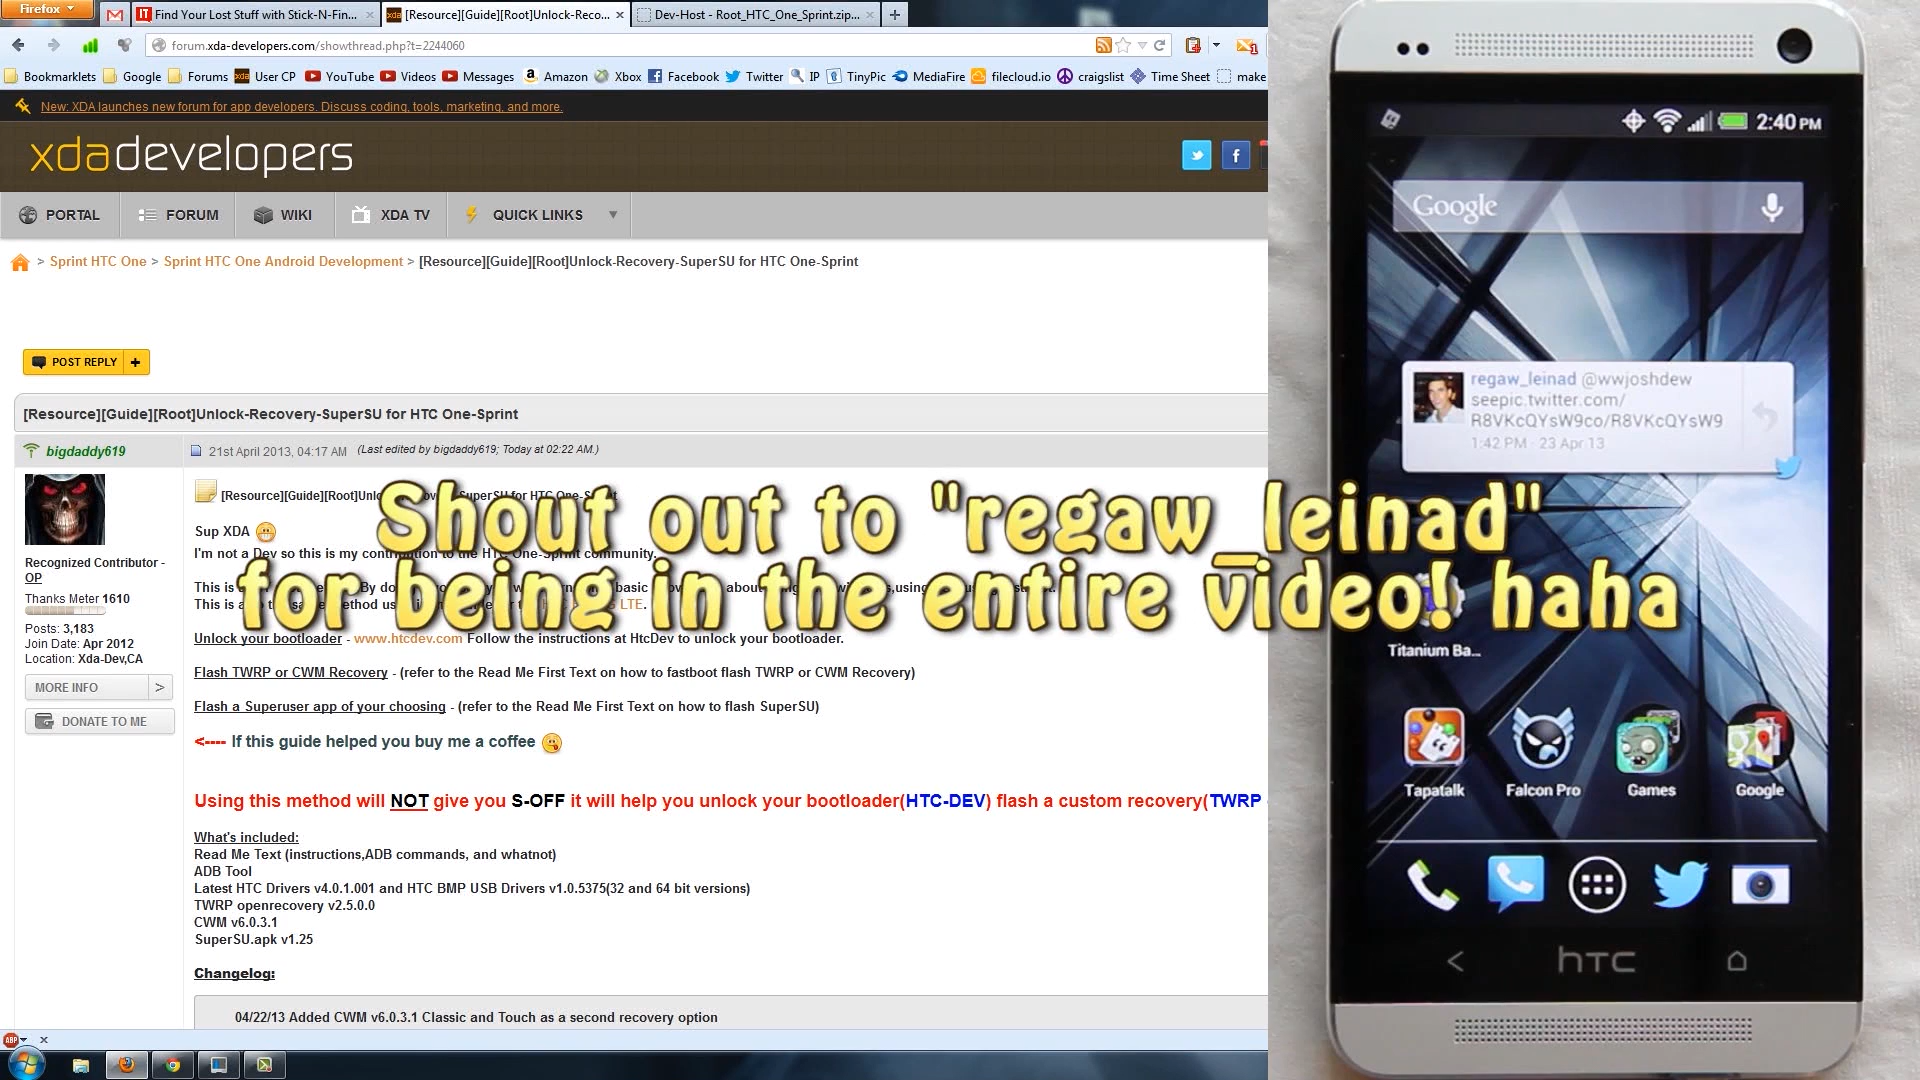 Firefox
Find Your Lost Stuff with Stick-N-Fin...
[Resource][Guide][Root]Unlock-Reco...
Dev-Host - Root_HTC_One_Sprint.zip...
forum.xda-developers.com/showthread.php?t=2244060
Bookmarklets Google Forums User CP YouTube Videos Messages Amazon Xbox Facebook Twitter IP TinyPic MediaFire filecloud.io craigslist Time Sheet make
New: XDA launches new forum for app developers. Discuss coding, tools, marketing, and more.
xdadevelopers
PORTAL FORUM WIKI XDA TV QUICK LINKS
> Sprint HTC One > Sprint HTC One Android Development > [Resource][Guide][Root]Unlock-Recovery-SuperSU for HTC One-Sprint
POST REPLY +
[Resource][Guide][Root]Unlock-Recovery-SuperSU for HTC One-Sprint
bigdaddy619
21st April 2013, 04:17 AM (Last edited by bigdaddy619; Today at 02:22 AM.)
Recognized Contributor -
OP
Thanks Meter 1610
Posts: 3,183
Join Date: Apr 2012
Location: Xda-Dev,CA
MORE INFO >
DONATE TO ME
Sup XDA
I'm not a Dev so this is my contribution to the HTC One-Sprint community.
Shout out to "regaw_leinad"
for being in the entire video! haha
Unlock your bootloader - www.htcdev.com Follow the instructions at HtcDev to unlock your bootloader.
Flash TWRP or CWM Recovery - (refer to the Read Me First Text on how to fastboot flash TWRP or CWM Recovery)
Flash a Superuser app of your choosing - (refer to the Read Me First Text on how to flash SuperSU)
<---- If this guide helped you buy me a coffee
Using this method will NOT give you S-OFF it will help you unlock your bootloader(HTC-DEV) flash a custom recovery(TWRP
What's included:
Read Me Text (instructions,ADB commands, and whatnot)
ADB Tool
Latest HTC Drivers v4.0.1.001 and HTC BMP USB Drivers v1.0.5375(32 and 64 bit versions)
TWRP openrecovery v2.5.0.0
CWM v6.0.3.1
SuperSU.apk v1.25
Changelog:
04/22/13 Added CWM v6.0.3.1 Classic and Touch as a second recovery option
ABP
2:40 PM
Google
regaw_leinad @wwjoshdew
seepic.twitter.com/
R8VKcQYsW9co/R8VKcQYsW9
1:42 PM · 23 Apr 13
Titanium Ba...
Tapatalk Falcon Pro Games Google
hTC